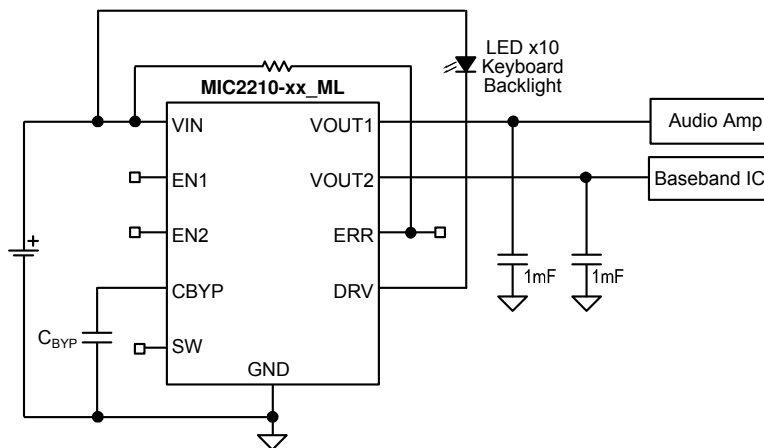 LED x10
Keyboard
Backlight
MIC2210-xx_ML
VIN
VOUT1
Audio Amp
EN1
VOUT2
Baseband IC
+
EN2
ERR
1mF
1mF
CBYP
DRV
CBYP
SW
GND